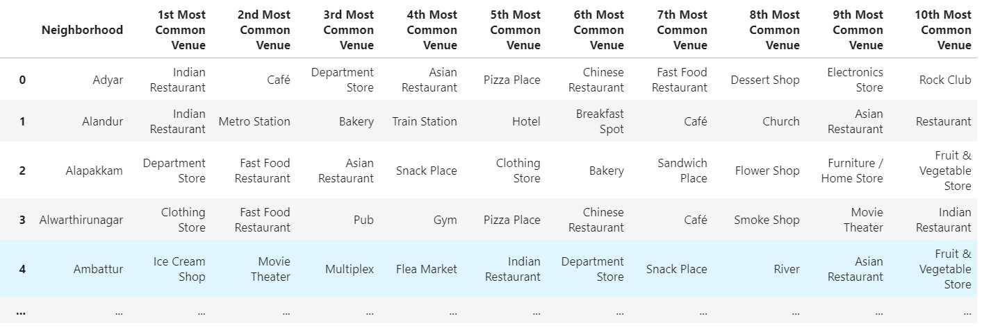 Neighborhood 1st Most Common Venue 2nd Most Common Venue 3rd Most Common Venue 4th Most Common Venue 5th Most Common Venue 6th Most Common Venue 7th Most Common Venue 8th Most Common Venue 9th Most Common Venue 10th Most Common Venue
0 Adyar Indian Restaurant Café Department Store Asian Restaurant Pizza Place Chinese Restaurant Fast Food Restaurant Dessert Shop Electronics Store Rock Club
1 Alandur Indian Restaurant Metro Station Bakery Train Station Hotel Breakfast Spot Café Church Asian Restaurant Restaurant
2 Alapakkam Department Store Fast Food Restaurant Asian Restaurant Snack Place Clothing Store Bakery Sandwich Place Flower Shop Furniture / Home Store Fruit & Vegetable Store
3 Alwarthirunagar Clothing Store Fast Food Restaurant Pub Gym Pizza Place Chinese Restaurant Café Smoke Shop Movie Theater Indian Restaurant
4 Ambattur Ice Cream Shop Movie Theater Multiplex Flea Market Indian Restaurant Department Store Snack Place River Asian Restaurant Fruit & Vegetable Store
... ... ... ... ... ... ... ... ... ... ... ...